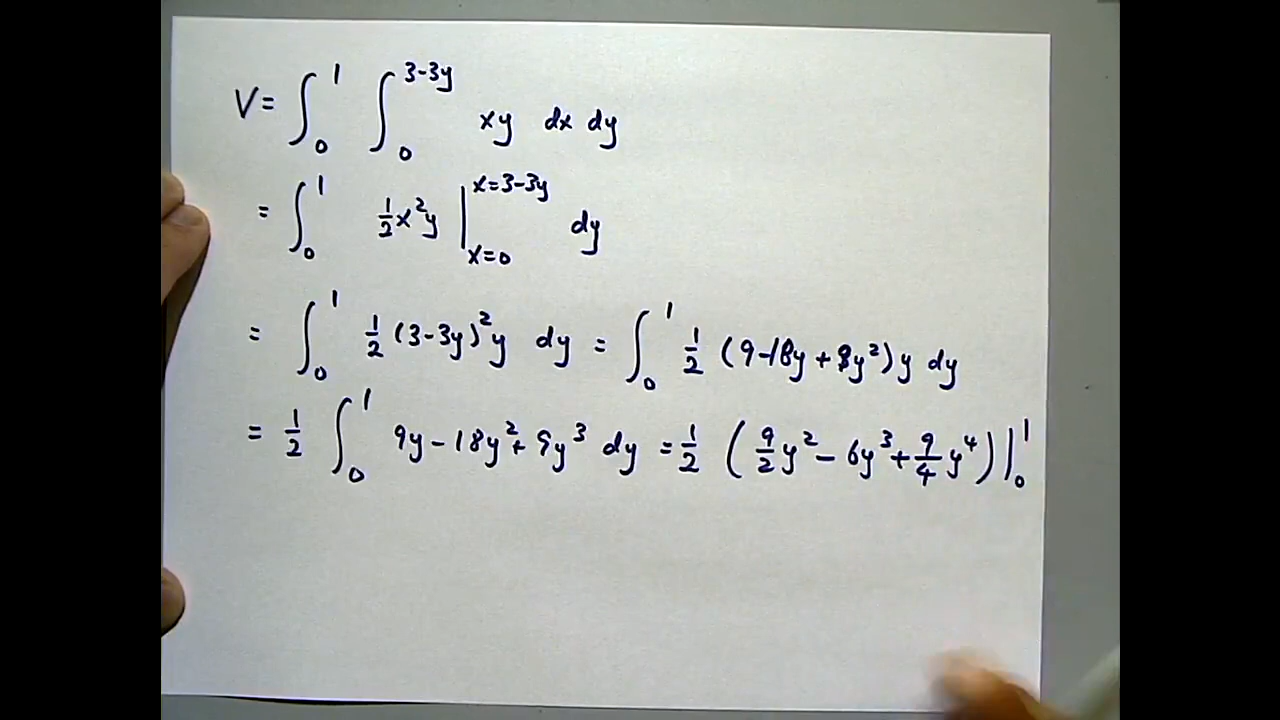 V = ∫₀¹ ∫₀^{3-3y} xy dx dy
= ∫₀¹ ½x²y |_{x=0}^{x=3-3y} dy
= ∫₀¹ ½ (3-3y)² y dy = ∫₀¹ ½ (9-18y+9y²) y dy
= ½ ∫₀¹ 9y - 18y² + 9y³ dy = ½ (9/2 y² - 6y³ + 9/4 y⁴) |₀¹